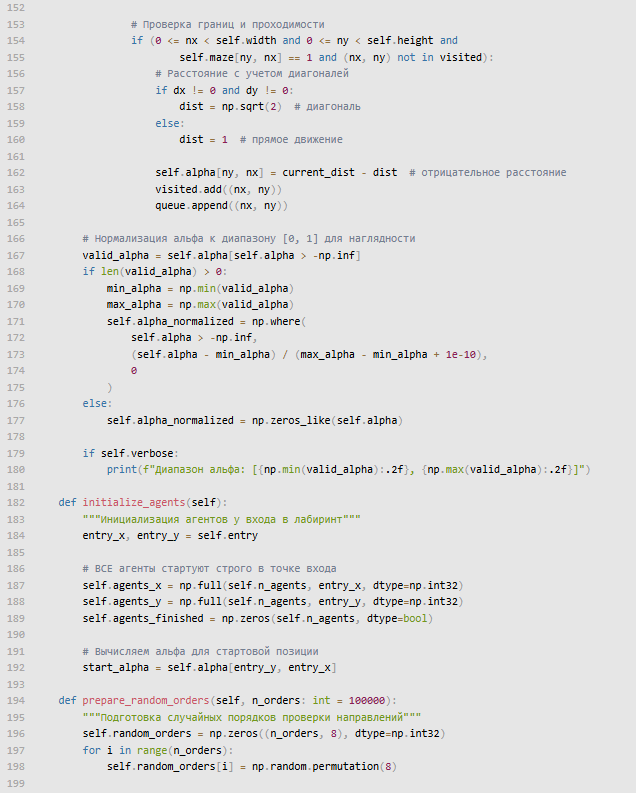 152
153                 # Проверка границ и проходимости
154                 if (0 <= nx < self.width and 0 <= ny < self.height and
155                         self.maze[ny, nx] == 1 and (nx, ny) not in visited):
156                     # Расстояние с учетом диагоналей
157                     if dx != 0 and dy != 0:
158                         dist = np.sqrt(2)  # диагональ
159                     else:
160                         dist = 1  # прямое движение
161
162                     self.alpha[ny, nx] = current_dist - dist  # отрицательное расстояние
163                     visited.add((nx, ny))
164                     queue.append((nx, ny))
165
166         # Нормализация альфа к диапазону [0, 1] для наглядности
167         valid_alpha = self.alpha[self.alpha > -np.inf]
168         if len(valid_alpha) > 0:
169             min_alpha = np.min(valid_alpha)
170             max_alpha = np.max(valid_alpha)
171             self.alpha_normalized = np.where(
172                 self.alpha > -np.inf,
173                 (self.alpha - min_alpha) / (max_alpha - min_alpha + 1e-10),
174                 0
175             )
176         else:
177             self.alpha_normalized = np.zeros_like(self.alpha)
178
179         if self.verbose:
180             print(f"Диапазон альфа: [{np.min(valid_alpha):.2f}, {np.max(valid_alpha):.2f}]")
181
182     def initialize_agents(self):
183         """Инициализация агентов у входа в лабиринт"""
184         entry_x, entry_y = self.entry
185
186         # ВСЕ агенты стартуют строго в точке входа
187         self.agents_x = np.full(self.n_agents, entry_x, dtype=np.int32)
188         self.agents_y = np.full(self.n_agents, entry_y, dtype=np.int32)
189         self.agents_finished = np.zeros(self.n_agents, dtype=bool)
190
191         # Вычисляем альфа для стартовой позиции
192         start_alpha = self.alpha[entry_y, entry_x]
193
194     def prepare_random_orders(self, n_orders: int = 100000):
195         """Подготовка случайных порядков проверки направлений"""
196         self.random_orders = np.zeros((n_orders, 8), dtype=np.int32)
197         for i in range(n_orders):
198             self.random_orders[i] = np.random.permutation(8)
199